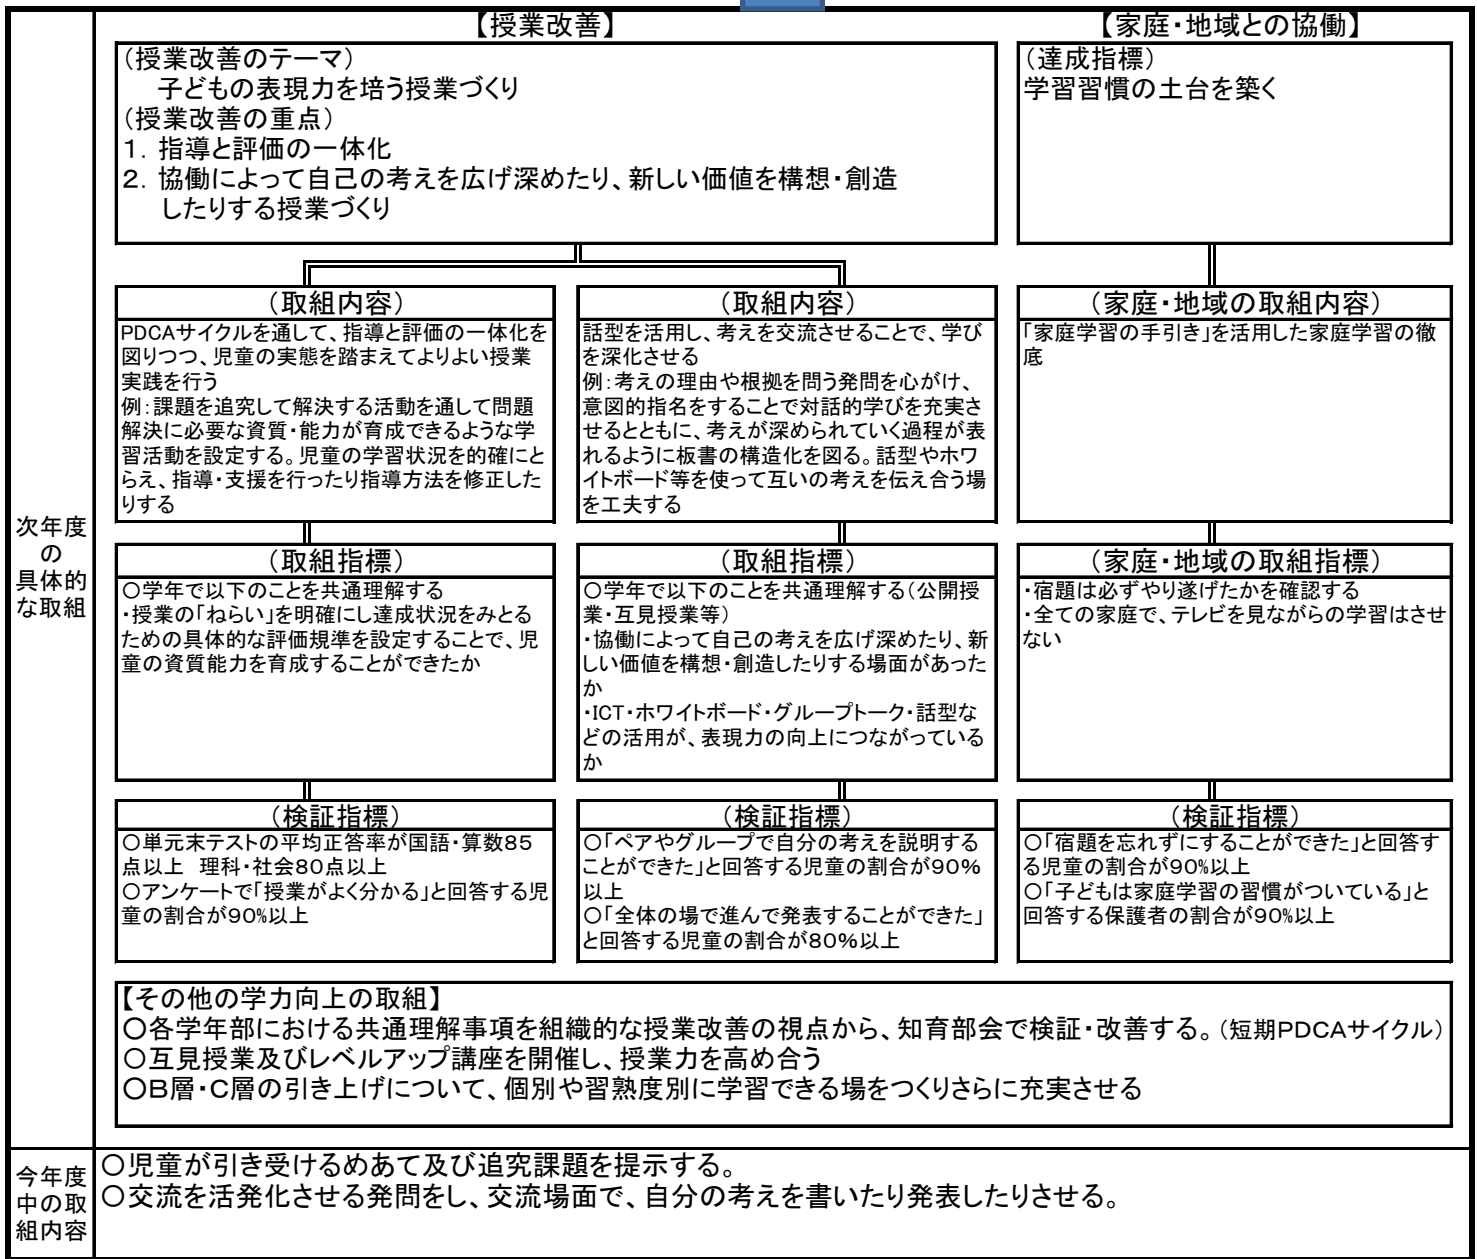 次年度
の
具体的
な取組
【授業改善】
（授業改善のテーマ）
子どもの表現力を培う授業づくり
（授業改善の重点）
１．指導と評価の一体化
２．協働によって自己の考えを広げ深めたり、新しい価値を構想・創造
したりする授業づくり
【家庭・地域との協働】
（達成指標）
学習習慣の土台を築く
（取組内容）
PDCAサイクルを通して、指導と評価の一体化を
図りつつ、児童の実態を踏まえてよりよい授業
実践を行う
例：課題を追究して解決する活動を通して問題
解決に必要な資質・能力が育成できるような学
習活動を設定する。児童の学習状況を的確にと
らえ、指導・支援を行ったり指導方法を修正した
りする
（取組内容）
話型を活用し、考えを交流させることで、学び
を深化させる
例：考えの理由や根拠を問う発問を心がけ、
意図的指名をすることで対話的学びを充実さ
せるとともに、考えが深められていく過程が表
れるように板書の構造化を図る。話型やホワ
イトボード等を使って互いの考えを伝え合う場
を工夫する
（家庭・地域の取組内容）
「家庭学習の手引き」を活用した家庭学習の徹
底
（取組指標）
○学年で以下のことを共通理解する
・授業の「ねらい」を明確にし達成状況をみとる
ための具体的な評価規準を設定することで、児
童の資質能力を育成することができたか
（取組指標）
○学年で以下のことを共通理解する（公開授
業・互見授業等）
・協働によって自己の考えを広げ深めたり、新
しい価値を構想・創造したりする場面があった
か
・ICT・ホワイトボード・グループトーク・話型な
どの活用が、表現力の向上につながっている
か
（家庭・地域の取組指標）
・宿題は必ずやり遂げたかを確認する
・全ての家庭で、テレビを見ながらの学習はさせ
ない
（検証指標）
○単元末テストの平均正答率が国語・算数８５
点以上　理科・社会８０点以上
○アンケートで「授業がよく分かる」と回答する児
童の割合が９０％以上
（検証指標）
○「ペアやグループで自分の考えを説明する
ことができた」と回答する児童の割合が９０％
以上
○「全体の場で進んで発表することができた」
と回答する児童の割合が８０％以上
（検証指標）
○「宿題を忘れずにすることができた」と回答す
る児童の割合が９０％以上
○「子どもは家庭学習の習慣がついている」と
回答する保護者の割合が９０％以上
【その他の学力向上の取組】
○各学年部における共通理解事項を組織的な授業改善の視点から、知育部会で検証・改善する。（短期PDCAサイクル）
○互見授業及びレベルアップ講座を開催し、授業力を高め合う
○Ｂ層・Ｃ層の引き上げについて、個別や習熟度別に学習できる場をつくりさらに充実させる
今年度
中の取
組内容
○児童が引き受けるめあて及び追究課題を提示する。
○交流を活発化させる発問をし、交流場面で、自分の考えを書いたり発表したりさせる。